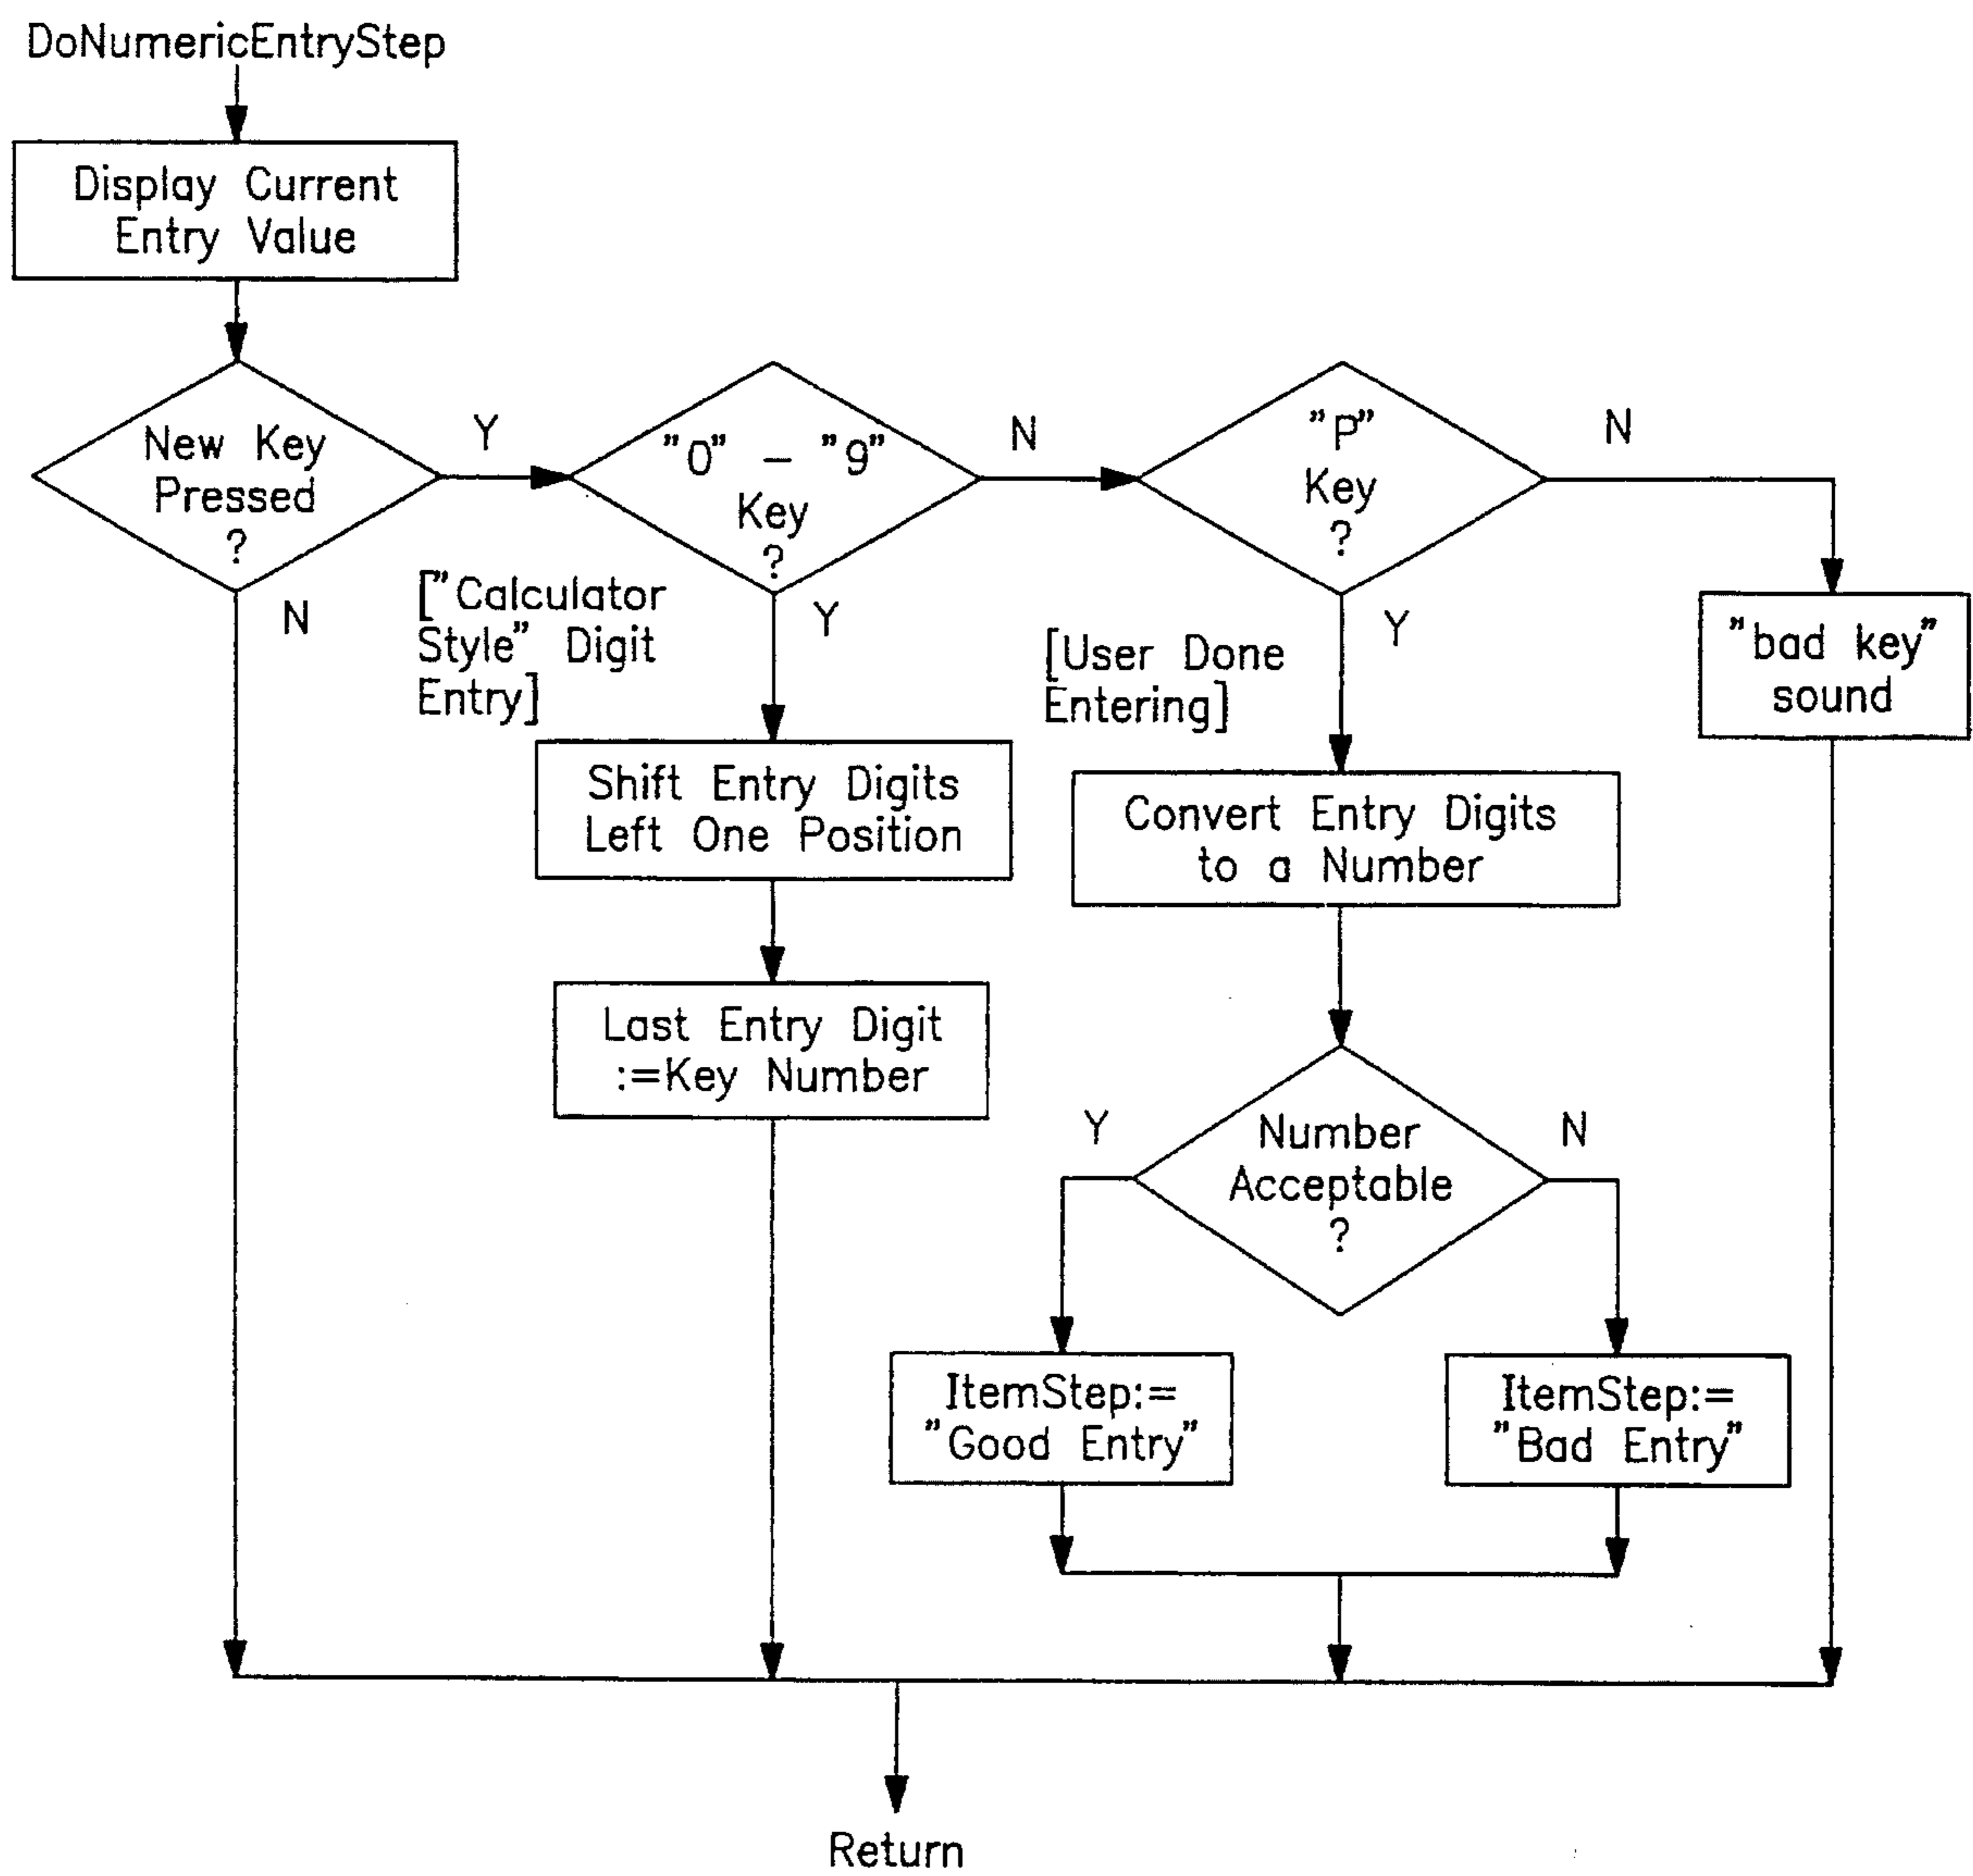 DoNumericEntryStep
Display Current
Entry Value
New Key
Pressed
?
Y
N
"0" – "9"
Key
?
N
Y
["Calculator
Style" Digit
Entry]
Shift Entry Digits
Left One Position
Last Entry Digit
:=Key Number
"P"
Key
?
N
Y
[User Done
Entering]
"bad key"
sound
Convert Entry Digits
to a Number
Number
Acceptable
?
Y
N
ItemStep:=
"Good Entry"
ItemStep:=
"Bad Entry"
Return